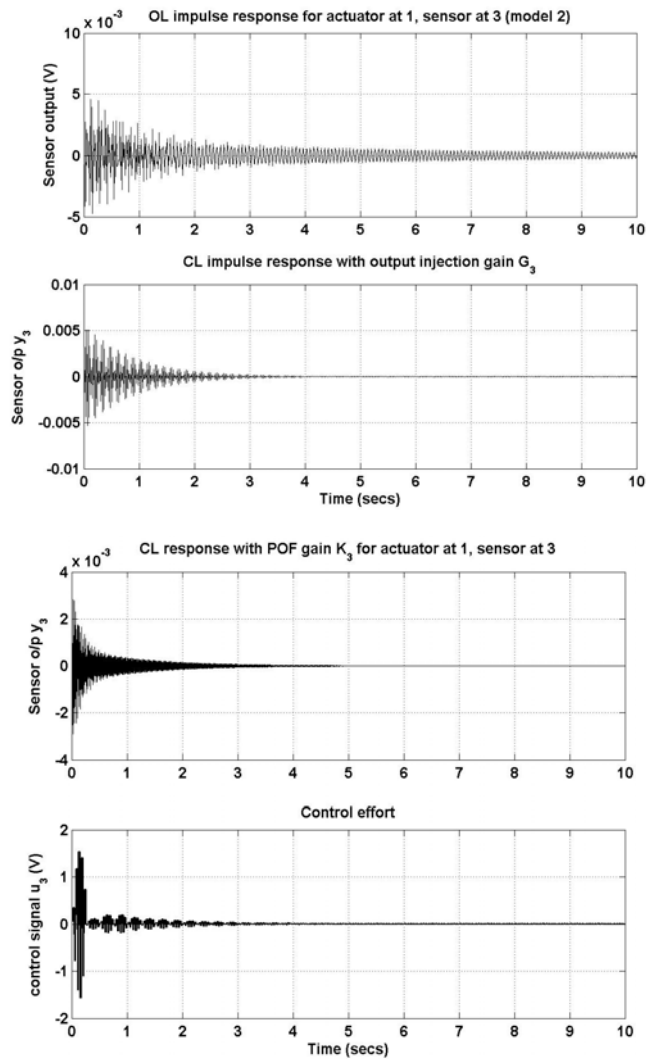 OL impulse response for actuator at 1, sensor at 3 (model 2)
x 10⁻³
10
5
0
-5
Sensor output (V)
0 1 2 3 4 5 6 7 8 9 10
CL impulse response with output injection gain G₃
0.01
0.005
0
-0.005
-0.01
Sensor o/p y₃
0 1 2 3 4 5 6 7 8 9 10
Time (secs)
CL response with POF gain K₃ for actuator at 1, sensor at 3
x 10⁻³
4
2
0
-2
-4
Sensor o/p y₃
0 1 2 3 4 5 6 7 8 9 10
Control effort
2
1
0
-1
-2
control signal u₃ (V)
0 1 2 3 4 5 6 7 8 9 10
Time (secs)